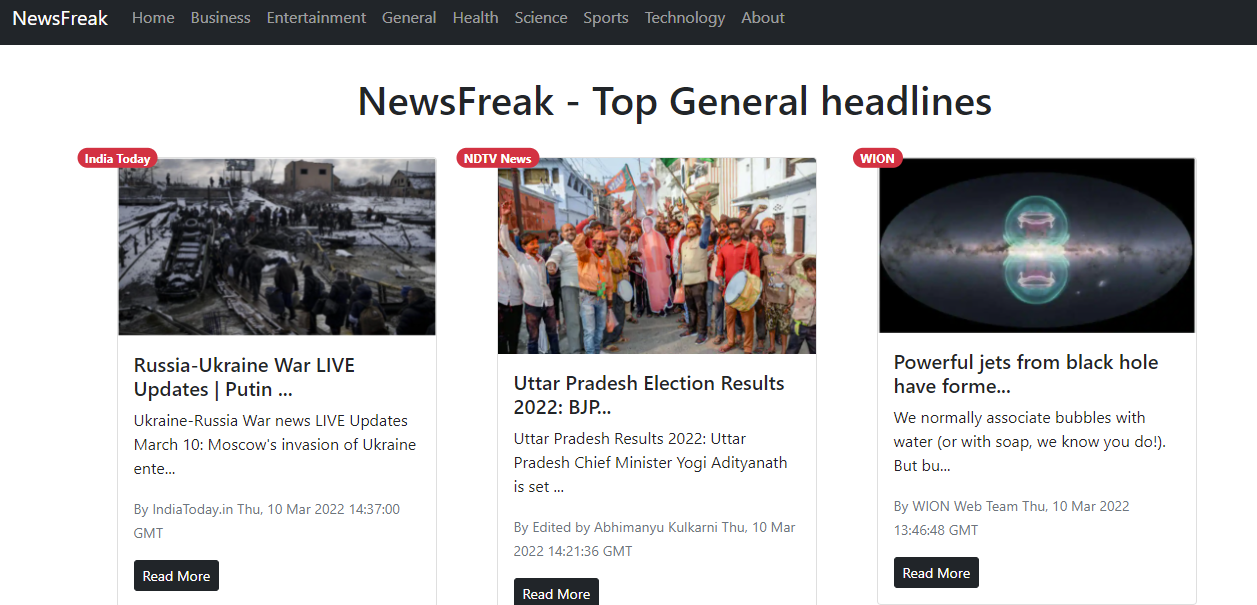 NewsFreak Home Business Entertainment General Health Science Sports Technology About
NewsFreak - Top General headlines
India Today
Russia-Ukraine War LIVE
Updates | Putin ...
Ukraine-Russia War news LIVE Updates
March 10: Moscow's invasion of Ukraine
ente...
By IndiaToday.in Thu, 10 Mar 2022 14:37:00
GMT
Read More
NDTV News
Uttar Pradesh Election Results
2022: BJP...
Uttar Pradesh Results 2022: Uttar
Pradesh Chief Minister Yogi Adityanath
is set ...
By Edited by Abhimanyu Kulkarni Thu, 10 Mar
2022 14:21:36 GMT
Read More
WION
Powerful jets from black hole
have forme...
We normally associate bubbles with
water (or with soap, we know you do!).
But bu...
By WION Web Team Thu, 10 Mar 2022
13:46:48 GMT
Read More